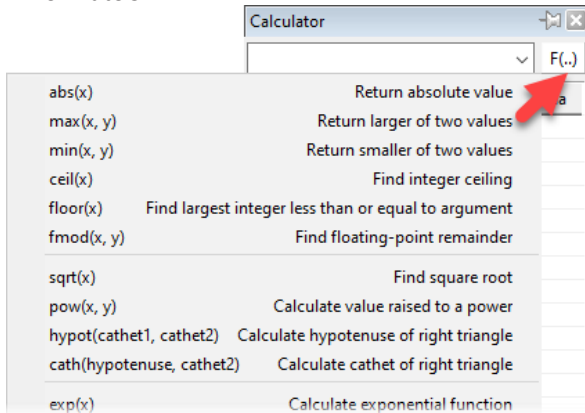 Calculator
F(..)
a
abs(x) Return absolute value
max(x, y) Return larger of two values
min(x, y) Return smaller of two values
ceil(x) Find integer ceiling
floor(x) Find largest integer less than or equal to argument
fmod(x, y) Find floating-point remainder
sqrt(x) Find square root
pow(x, y) Calculate value raised to a power
hypot(cathet1, cathet2) Calculate hypotenuse of right triangle
cath(hypotenuse, cathet2) Calculate cathet of right triangle
exp(x) Calculate exponential function